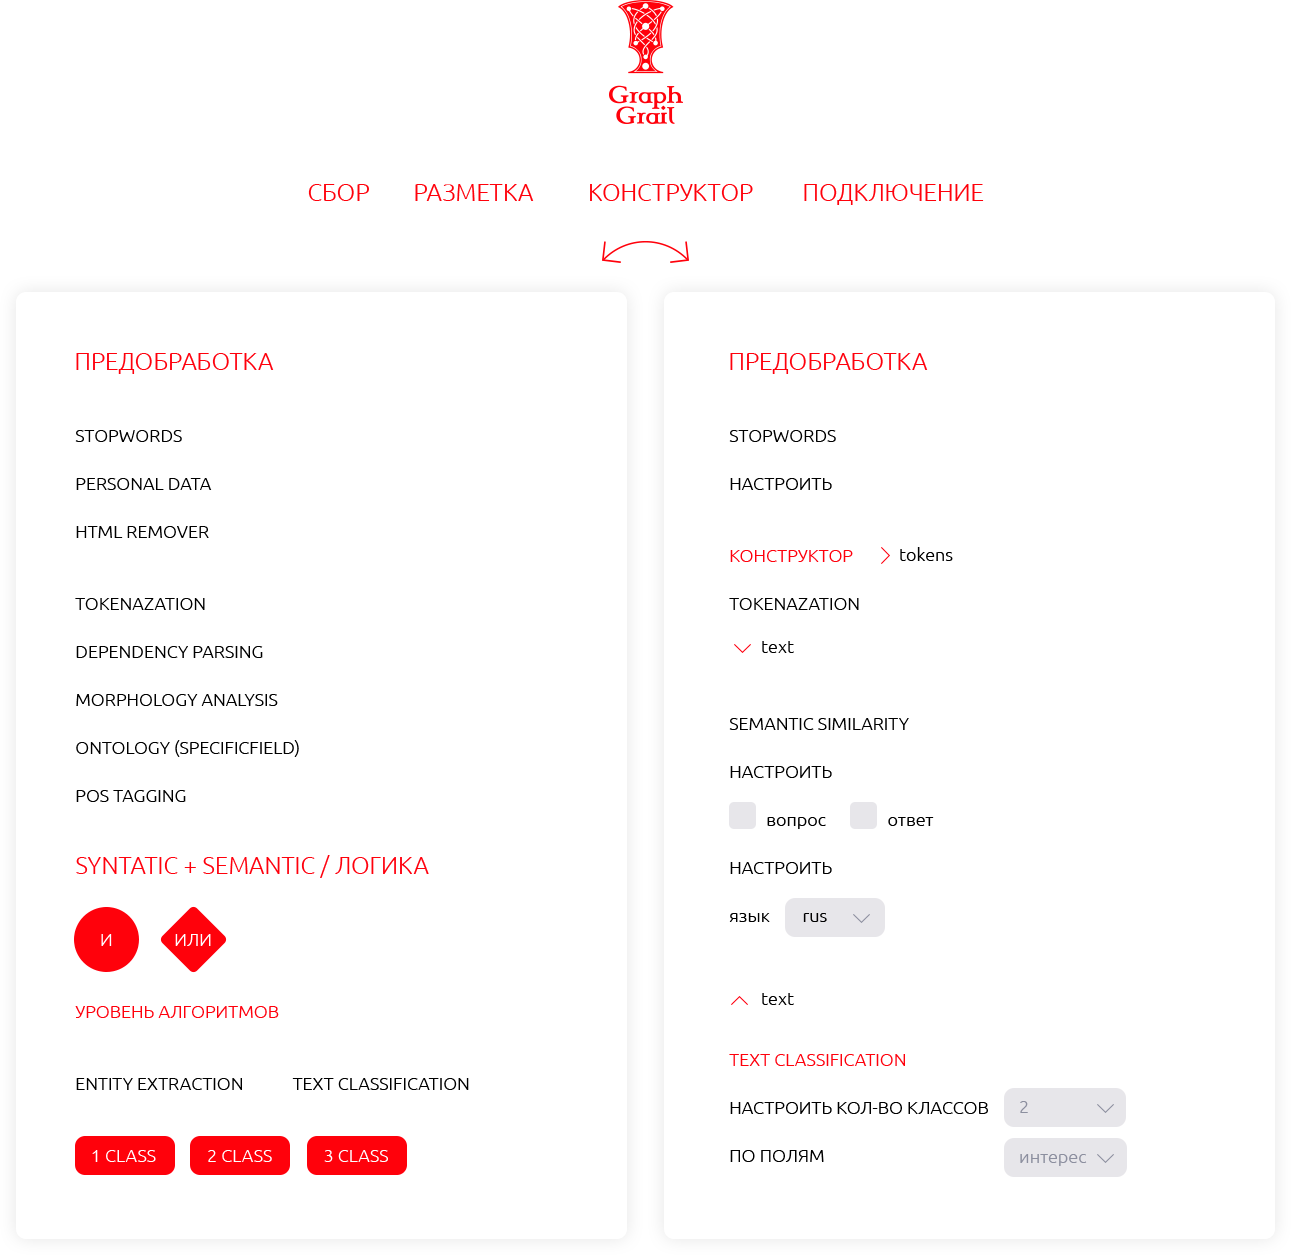 Graph
Grail
СБОР РАЗМЕТКА КОНСТРУКТОР ПОДКЛЮЧЕНИЕ
ПРЕДОБРАБОТКА
STOPWORDS
PERSONAL DATA
HTML REMOVER
TOKENAZATION
DEPENDENCY PARSING
MORPHOLOGY ANALYSIS
ONTOLOGY (SPECIFICFIELD)
POS TAGGING
SYNTATIC + SEMANTIC / ЛОГИКА
И ИЛИ
УРОВЕНЬ АЛГОРИТМОВ
ENTITY EXTRACTION TEXT CLASSIFICATION
1 CLASS 2 CLASS 3 CLASS
ПРЕДОБРАБОТКА
STOPWORDS
НАСТРОИТЬ
КОНСТРУКТОР tokens
TOKENAZATION
text
SEMANTIC SIMILARITY
НАСТРОИТЬ
вопрос ответ
НАСТРОИТЬ
язык rus
text
TEXT CLASSIFICATION
НАСТРОИТЬ КОЛ-ВО КЛАССОВ 2
ПО ПОЛЯМ интерес